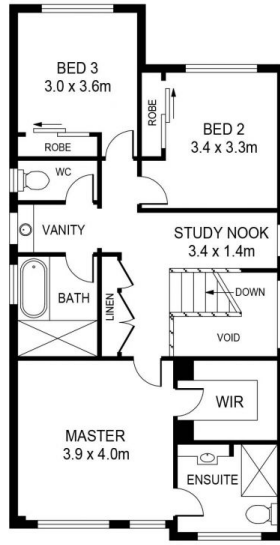 BED 3
3.0 x 3.6m
ROBE
ROBE
BED 2
3.4 x 3.3m
WC
VANITY
STUDY NOOK
3.4 x 1.4m
BATH
LINEN
DOWN
VOID
WIR
MASTER
3.9 x 4.0m
ENSUITE